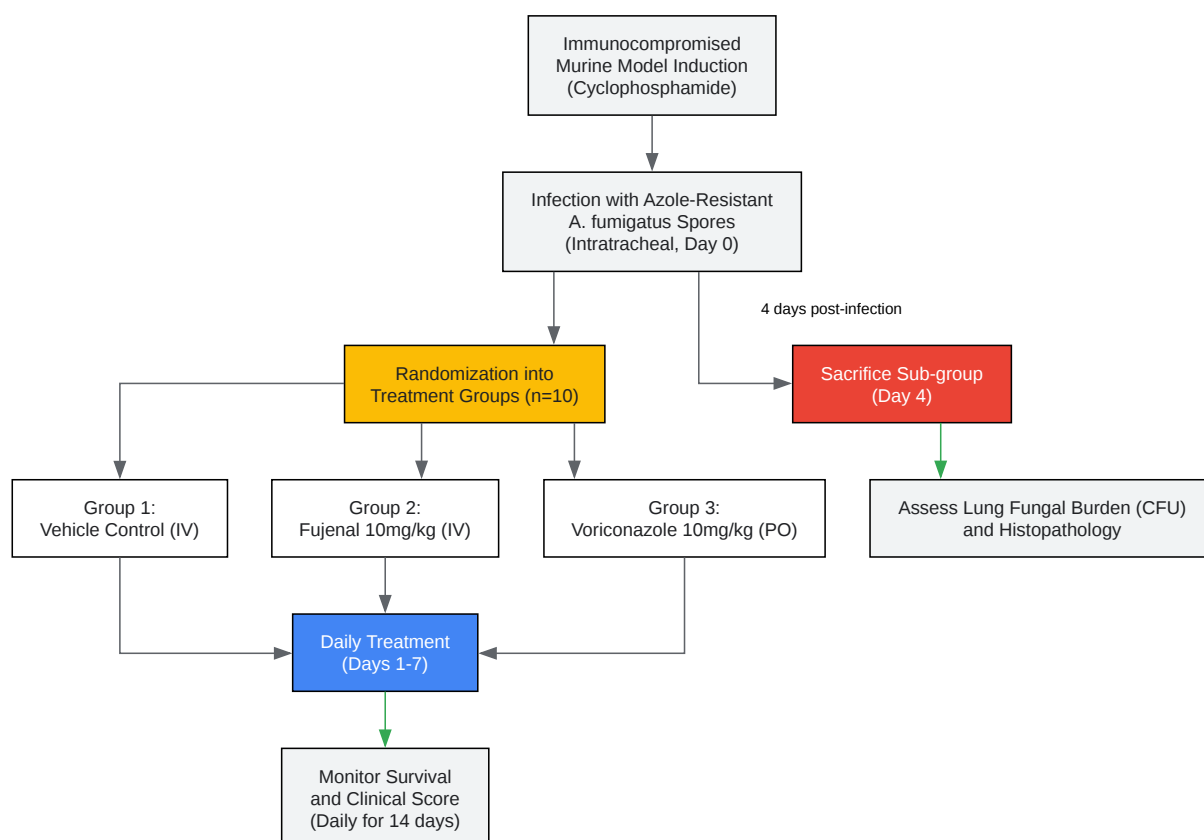 Immunocompromised
Murine Model Induction
(Cyclophosphamide)
Infection with Azole-Resistant
A. fumigatus Spores
(Intratracheal, Day 0)
4 days post-infection
Randomization into
Treatment Groups (n=10)
Sacrifice Sub-group
(Day 4)
Group 1:
Vehicle Control (IV)
Group 2:
Fujenal 10mg/kg (IV)
Group 3:
Voriconazole 10mg/kg (PO)
Assess Lung Fungal Burden (CFU)
and Histopathology
Daily Treatment
(Days 1-7)
Monitor Survival
and Clinical Score
(Daily for 14 days)